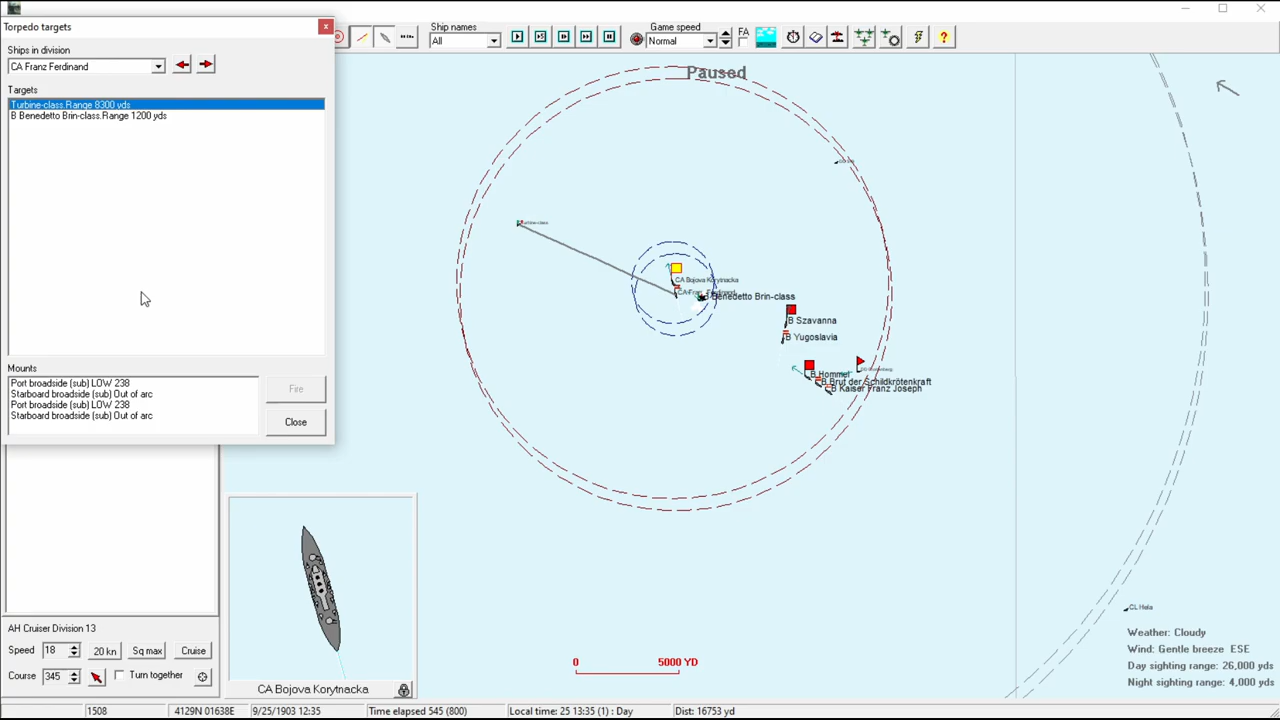 Torpedo targets
Ships in division
CA Franz Ferdinand
Targets
Turbine-class.Range 8300 yds
B Benedetto Brin-class.Range 1200 yds
Mounts
Port broadside (sub) LOW 238
Starboard broadside (sub) Out of arc
Port broadside (sub) LOW 238
Starboard broadside (sub) Out of arc
Fire
Close
Ship names
All
Game speed
Normal
FA
Paused
Turbine-class
CA Bojova Korytnacka
B Benedetto Brin-class
B Szavanna
B Yugoslavia
B Hommel
B Brut der Schildkrötenkraft
B Kaiser Franz Joseph
CL Hela
AH Cruiser Division 13
Speed 18 20 kn Sq max Cruise
Course 345 Turn together
CA Bojova Korytnacka
0 5000 YD
Weather: Cloudy
Wind: Gentle breeze ESE
Day sighting range: 26,000 yds
Night sighting range: 4,000 yds
1508 4129N 01638E 9/25/1903 12:35 Time elapsed 545 (800) Local time: 25 13:35 (1) : Day Dist: 16753 yd